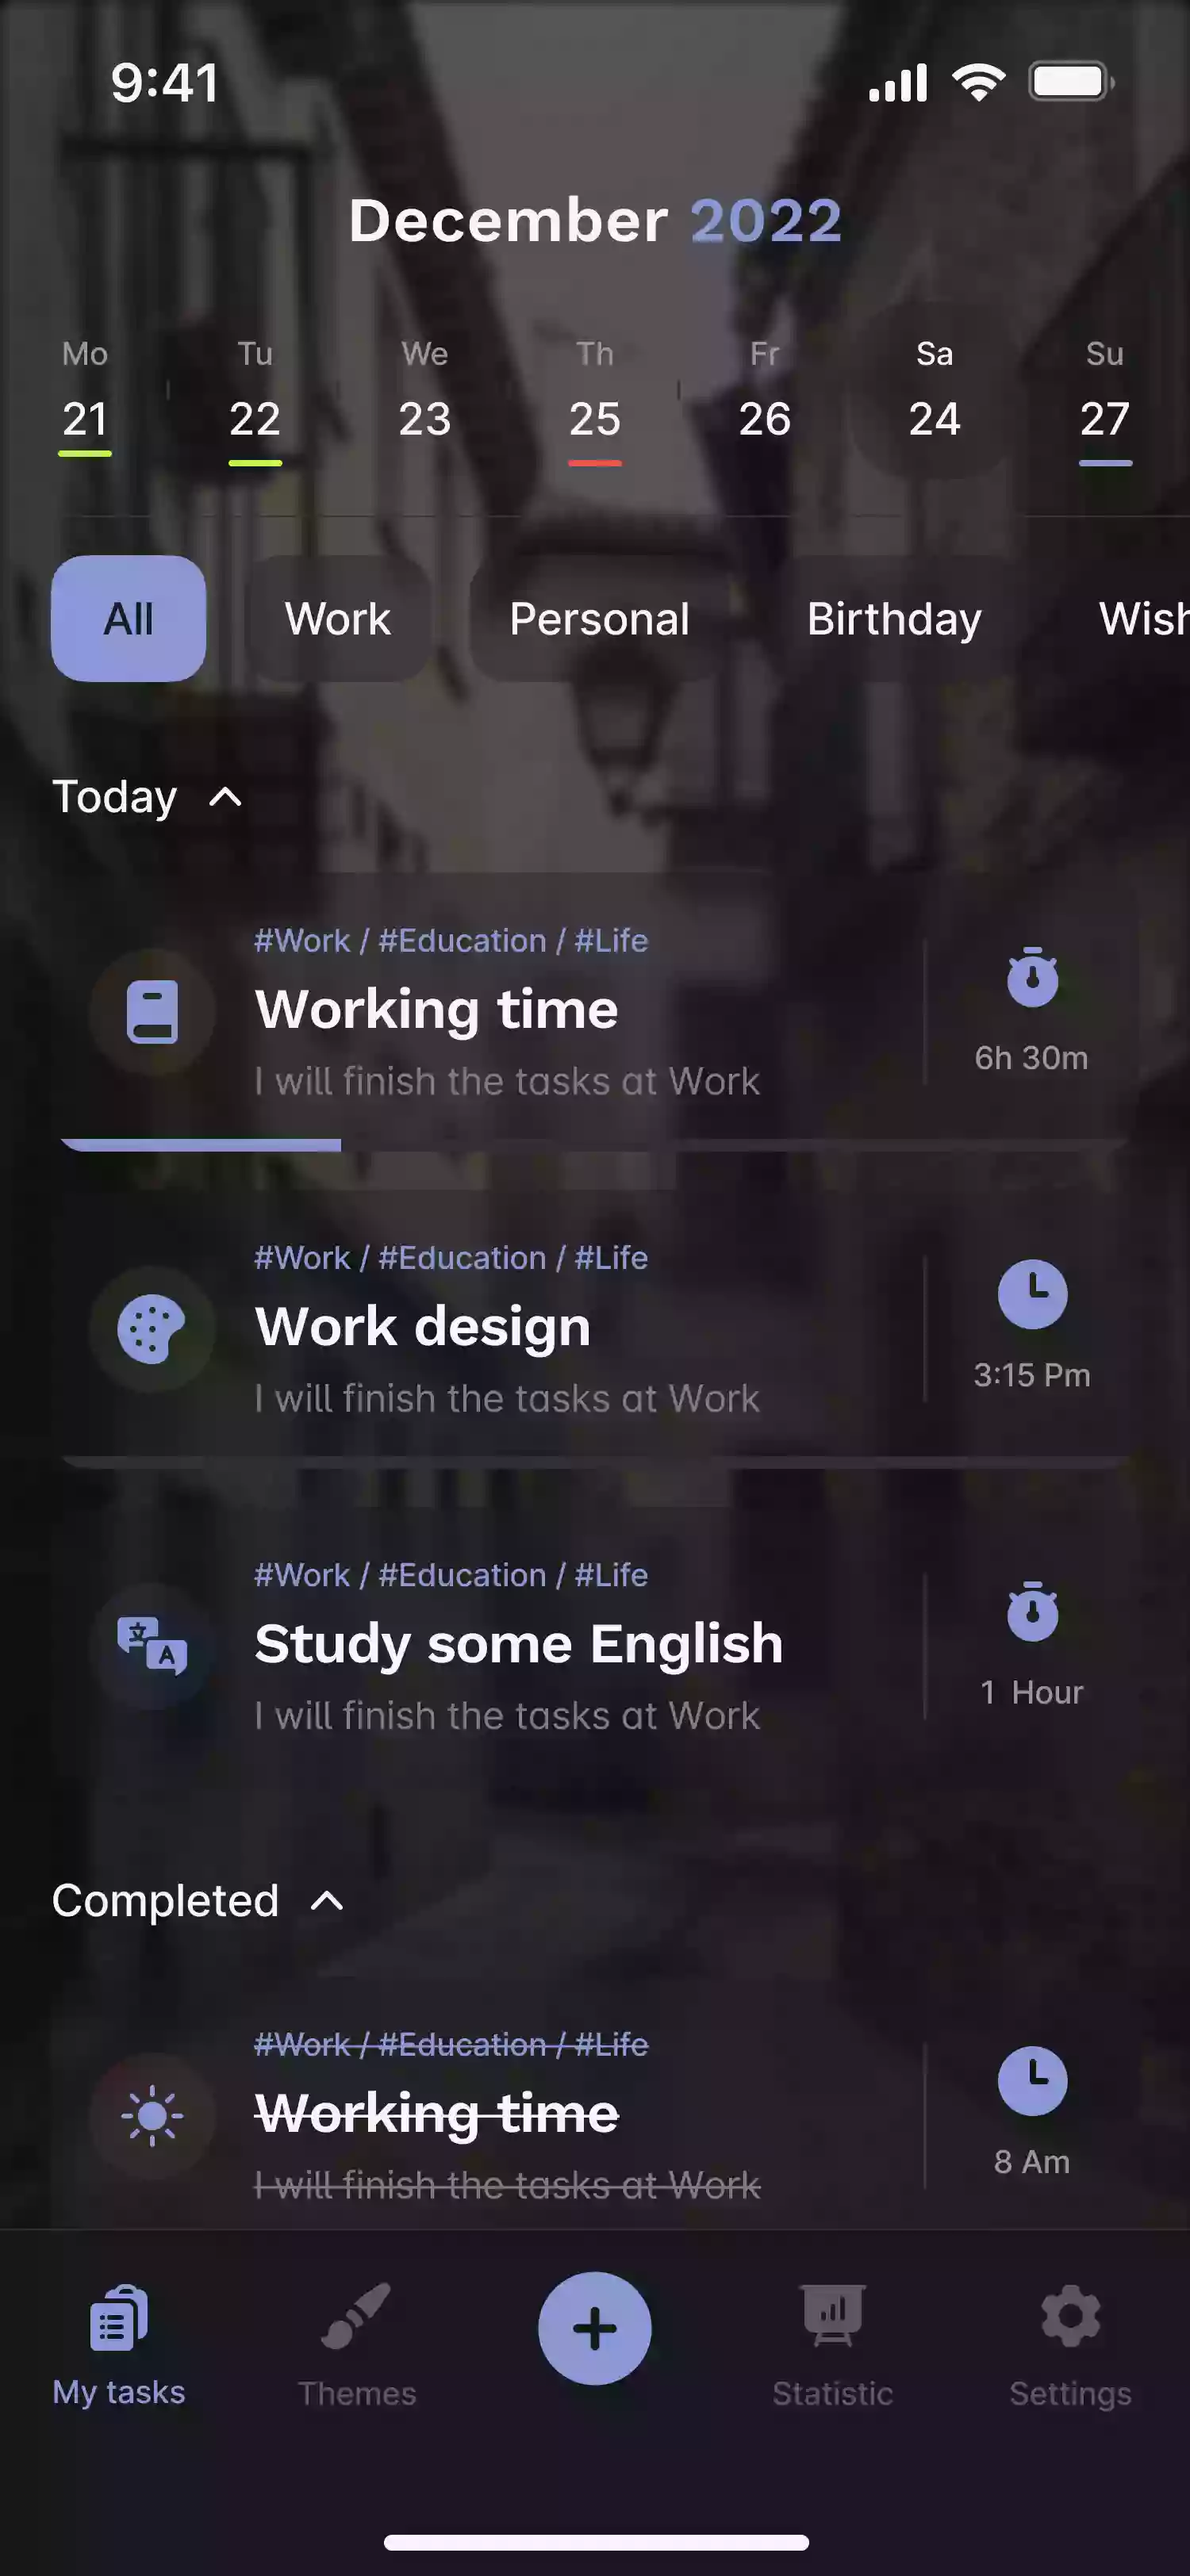 9:41
December 2022
Mo Tu We Th Fr Sa Su
21 22 23 25 26 24 27
All Work Personal Birthday Wish
Today
#Work / #Education / #Life
Working time
I will finish the tasks at Work
6h 30m
#Work / #Education / #Life
Work design
I will finish the tasks at Work
3:15 Pm
文 A
#Work / #Education / #Life
Study some English
I will finish the tasks at Work
1 Hour
Completed
#Work / #Education / #Life
Working time
I will finish the tasks at Work
8 Am
My tasks Themes Statistic Settings